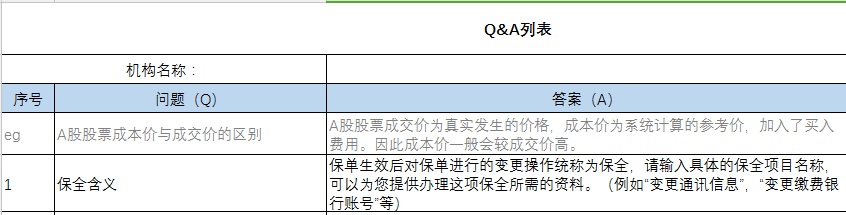 Q&A列表
机构名称：
序号 问题（Q） 答案（A）
eg A股股票成本价与成交价的区别 A股股票成交价为真实发生的价格，成本价为系统计算的参考价，加入了买入
费用。因此成本价一般会较成交价高。
保单生效后对保单进行的变更操作统称为保全，请输入具体的保全项目名称，
1 保全含义 可以为您提供办理这项保全所需的资料。（例如“变更通讯信息”，“变更缴费银
行账号”等）